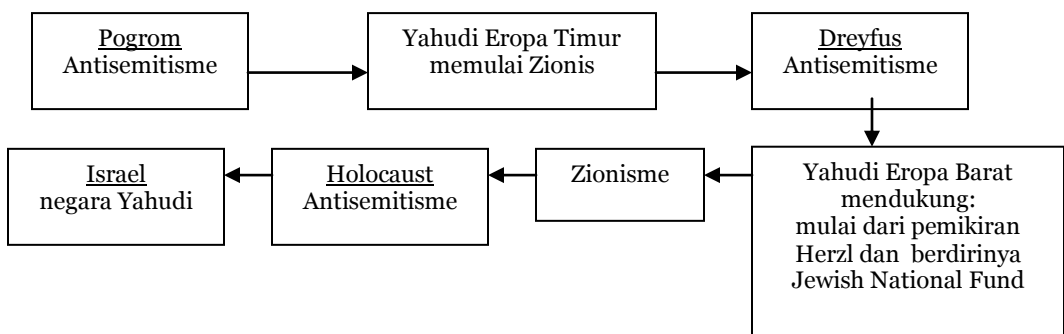 Pogrom
Antisemitisme
Yahudi Eropa Timur
memulai Zionis
Dreyfus
Antisemitisme
Yahudi Eropa Barat
mendukung:
mulai dari pemikiran
Herzl dan berdirinya
Jewish National Fund
Zionisme
Holocaust
Antisemitisme
Israel
negara Yahudi